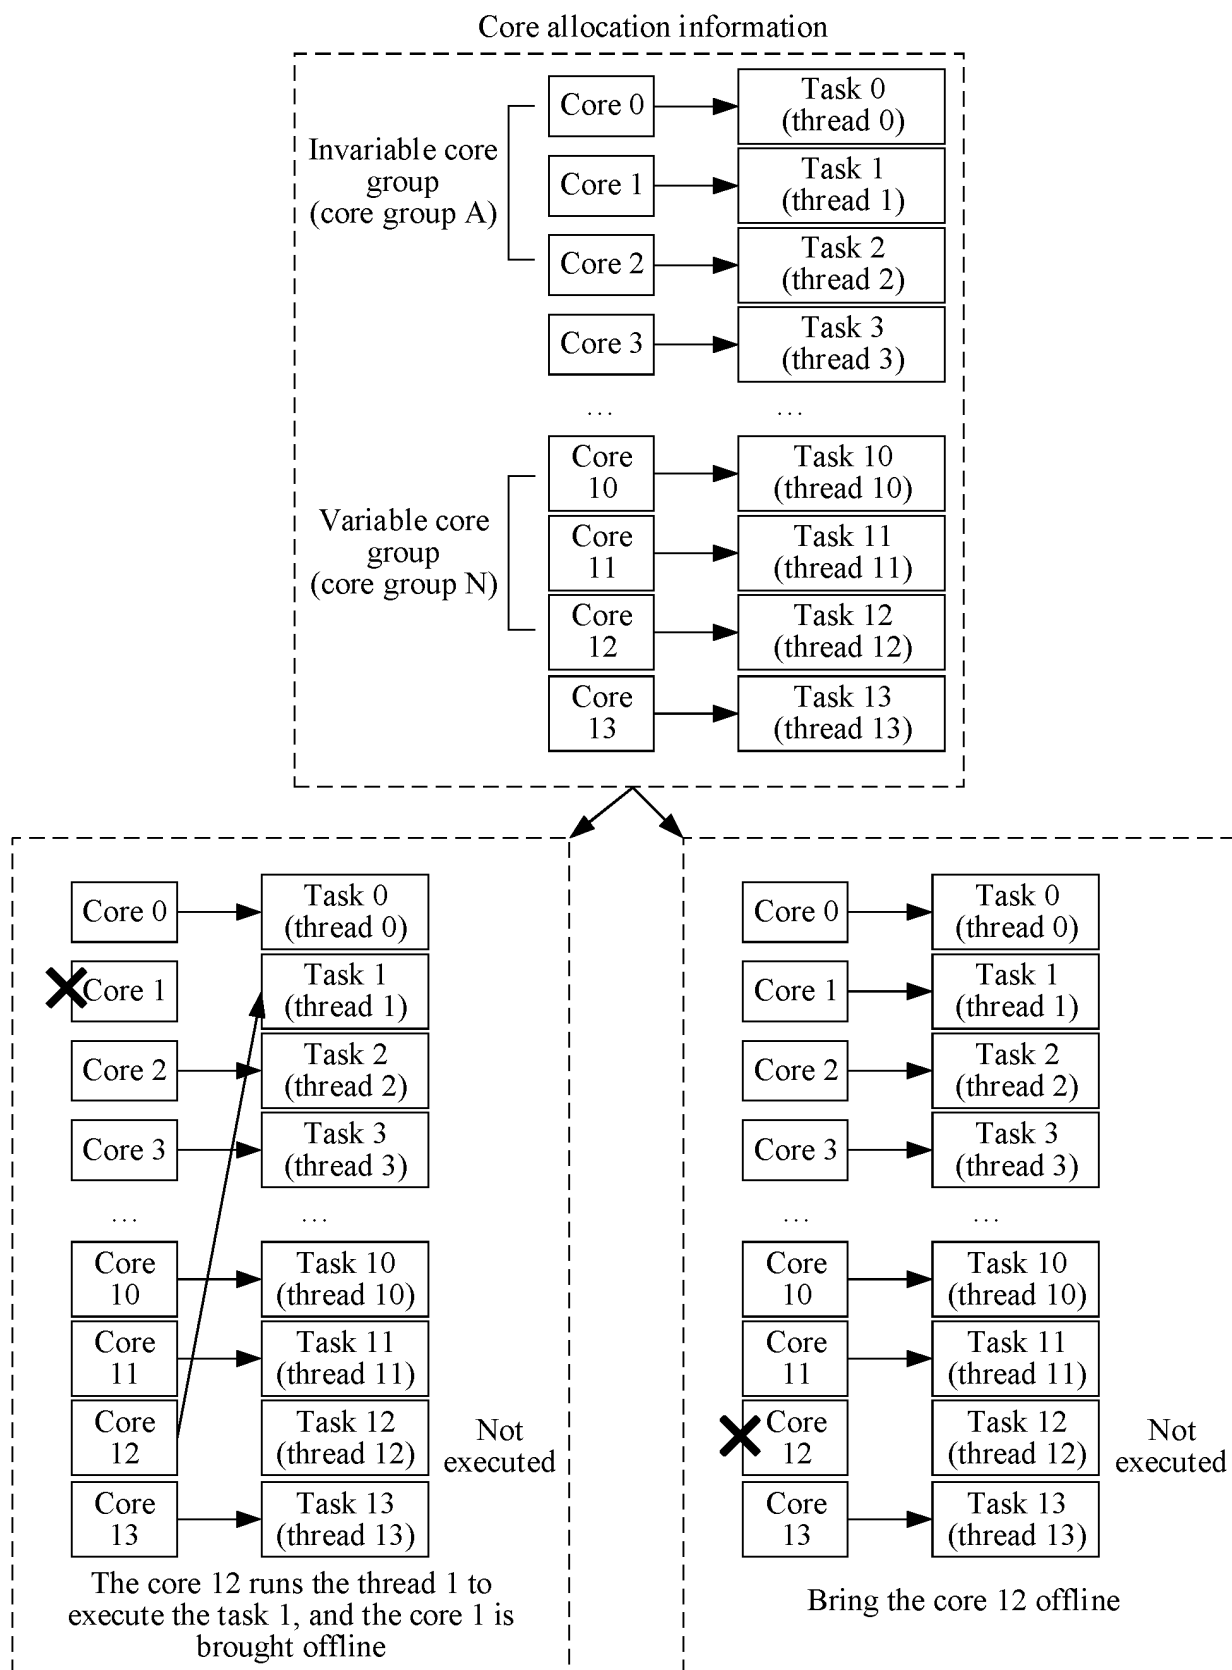 Core allocation information
Core 0
Task 0
(thread 0)
Invariable core
group
(core group A)
Core 1
Task 1
(thread 1)
Core 2
Task 2
(thread 2)
Core 3
Task 3
(thread 3)
...
...
Core
10
Task 10
(thread 10)
Variable core
group
(core group N)
Core
11
Task 11
(thread 11)
Core
12
Task 12
(thread 12)
Core
13
Task 13
(thread 13)
Core 0
Task 0
(thread 0)
Core 1
Task 1
(thread 1)
Core 2
Task 2
(thread 2)
Core 3
Task 3
(thread 3)
...
...
Core
10
Task 10
(thread 10)
Core
11
Task 11
(thread 11)
Core
12
Task 12
(thread 12)
Not
executed
Core
13
Task 13
(thread 13)
The core 12 runs the thread 1 to
execute the task 1, and the core 1 is
brought offline
Core 0
Task 0
(thread 0)
Core 1
Task 1
(thread 1)
Core 2
Task 2
(thread 2)
Core 3
Task 3
(thread 3)
...
...
Core
10
Task 10
(thread 10)
Core
11
Task 11
(thread 11)
Core
12
Task 12
(thread 12)
Not
executed
Core
13
Task 13
(thread 13)
Bring the core 12 offline